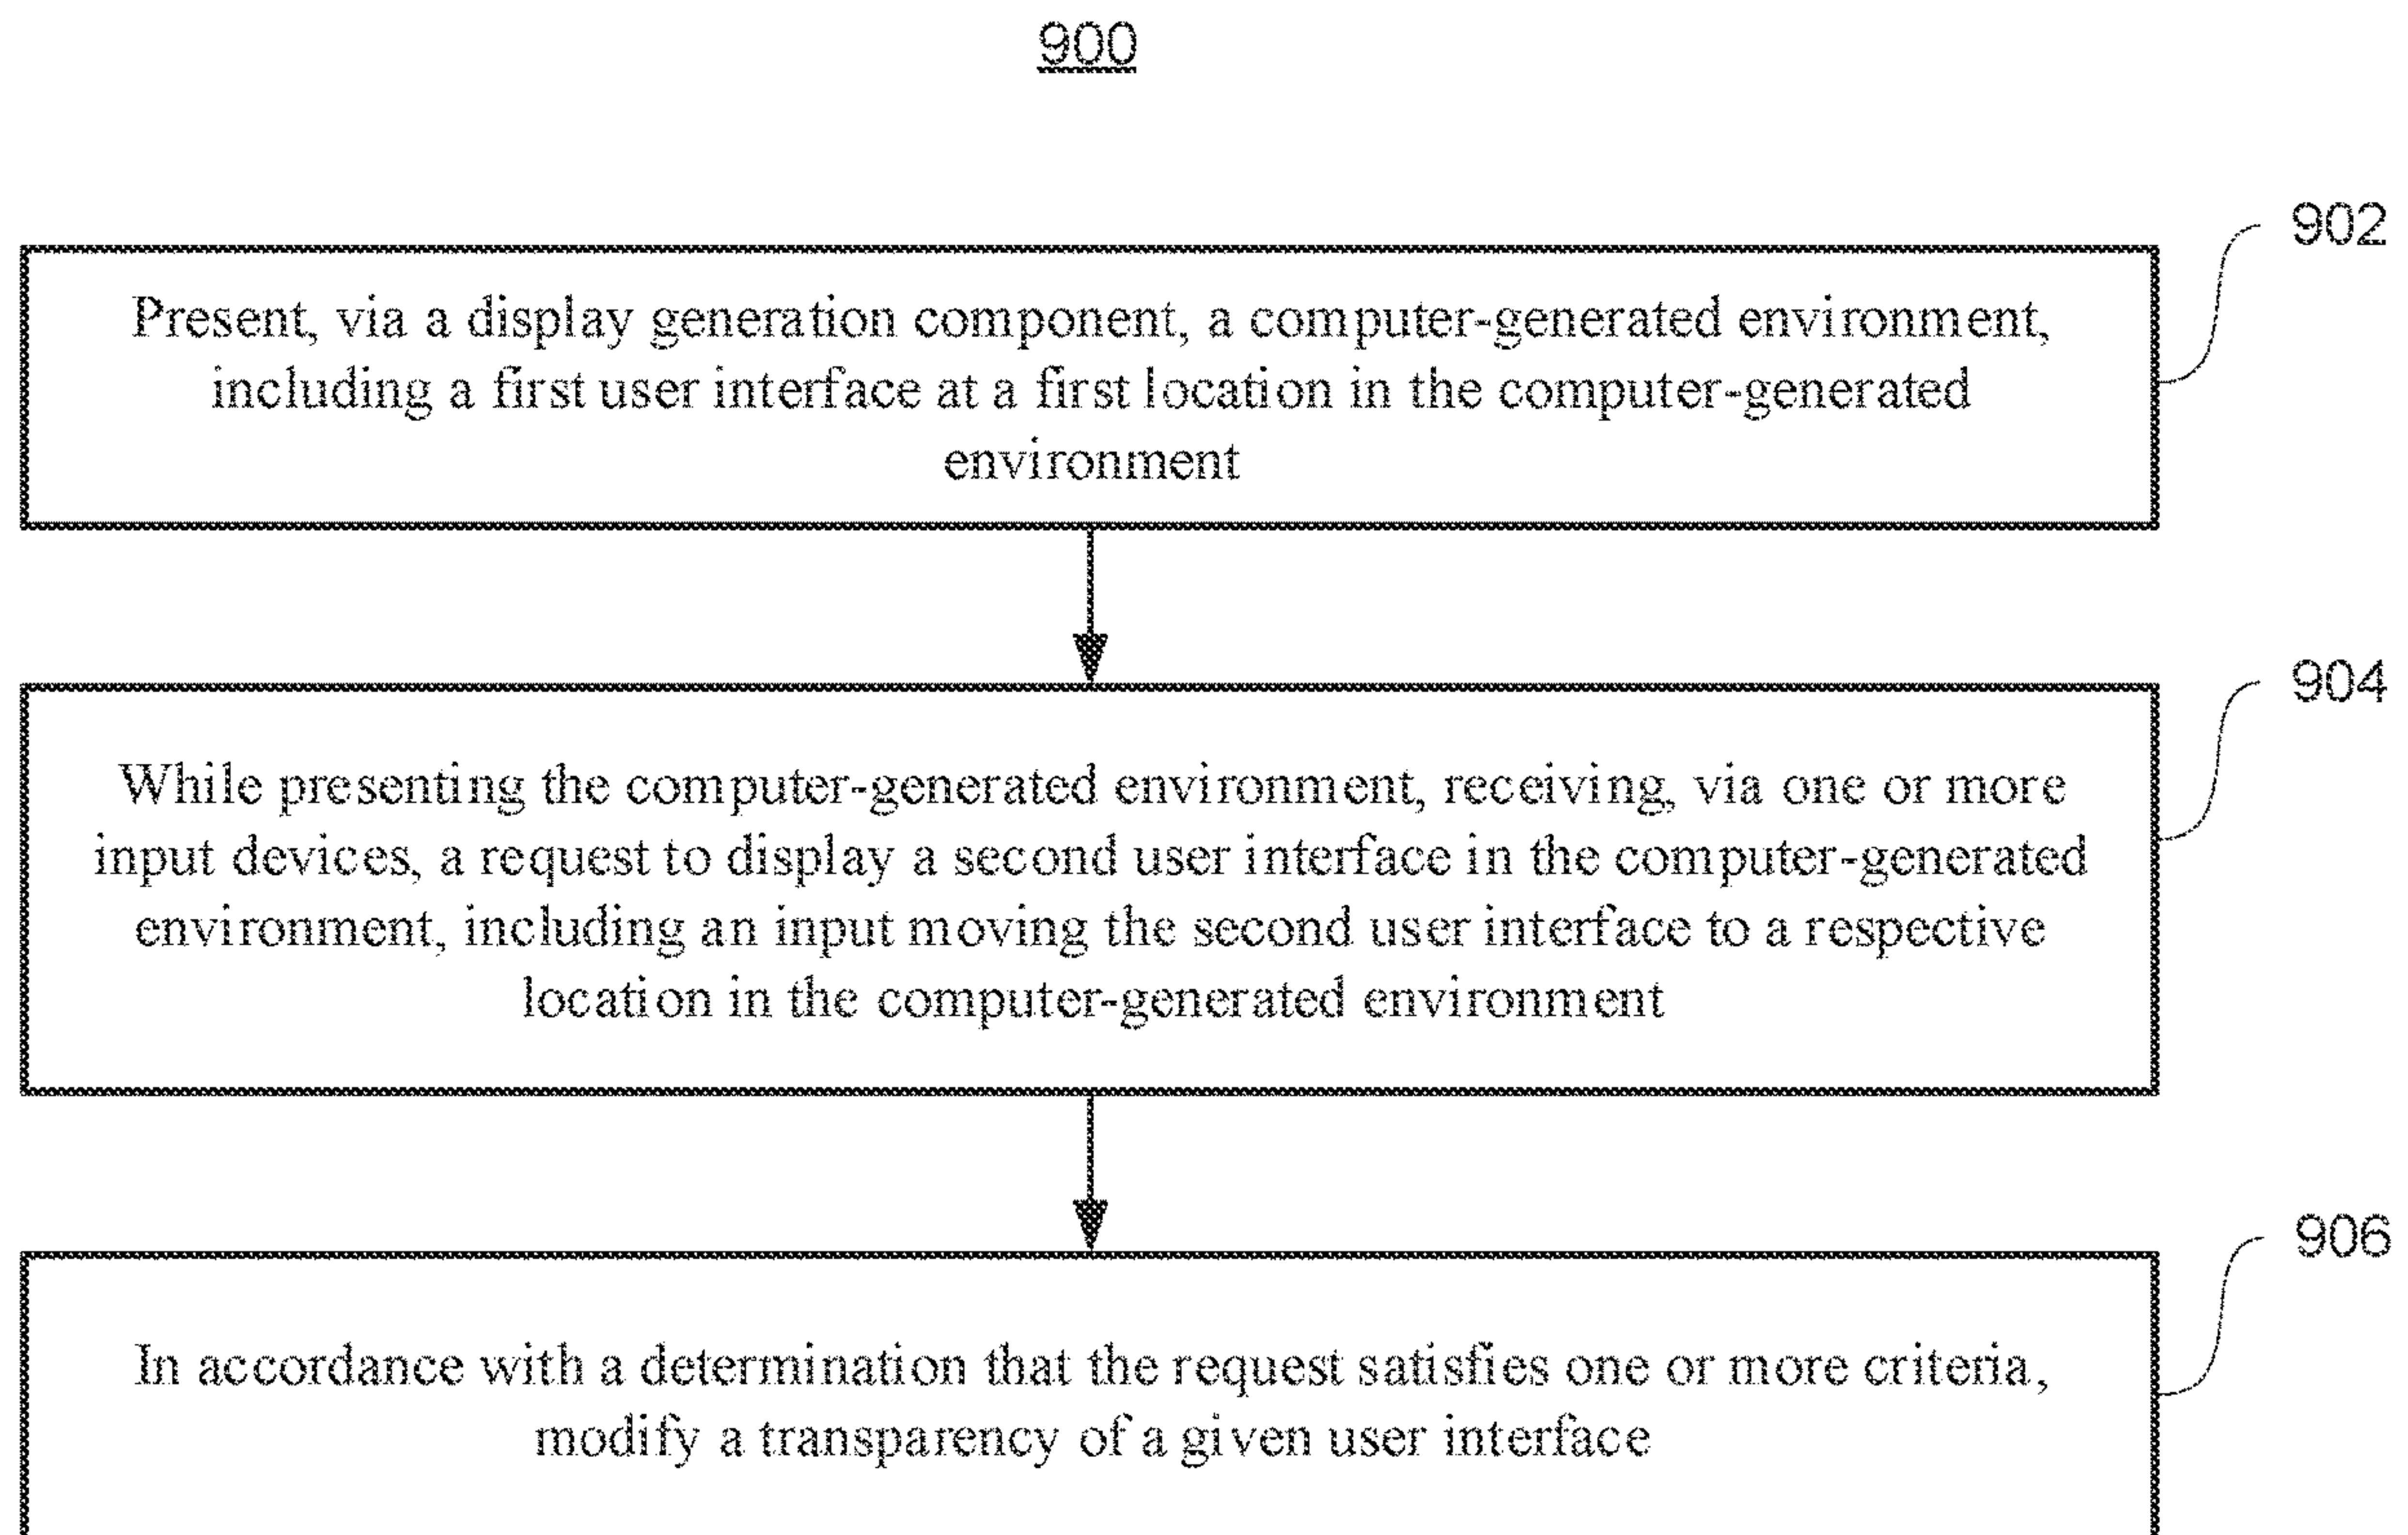 900
902
Present, via a display generation component, a computer-generated environment,
including a first user interface at a first location in the computer-generated
environment
904
While presenting the computer-generated environment, receiving, via one or more
input devices, a request to display a second user interface in the computer-generated
environment, including an input moving the second user interface to a respective
location in the computer-generated environment
906
In accordance with a determination that the request satisfies one or more criteria,
modify a transparency of a given user interface